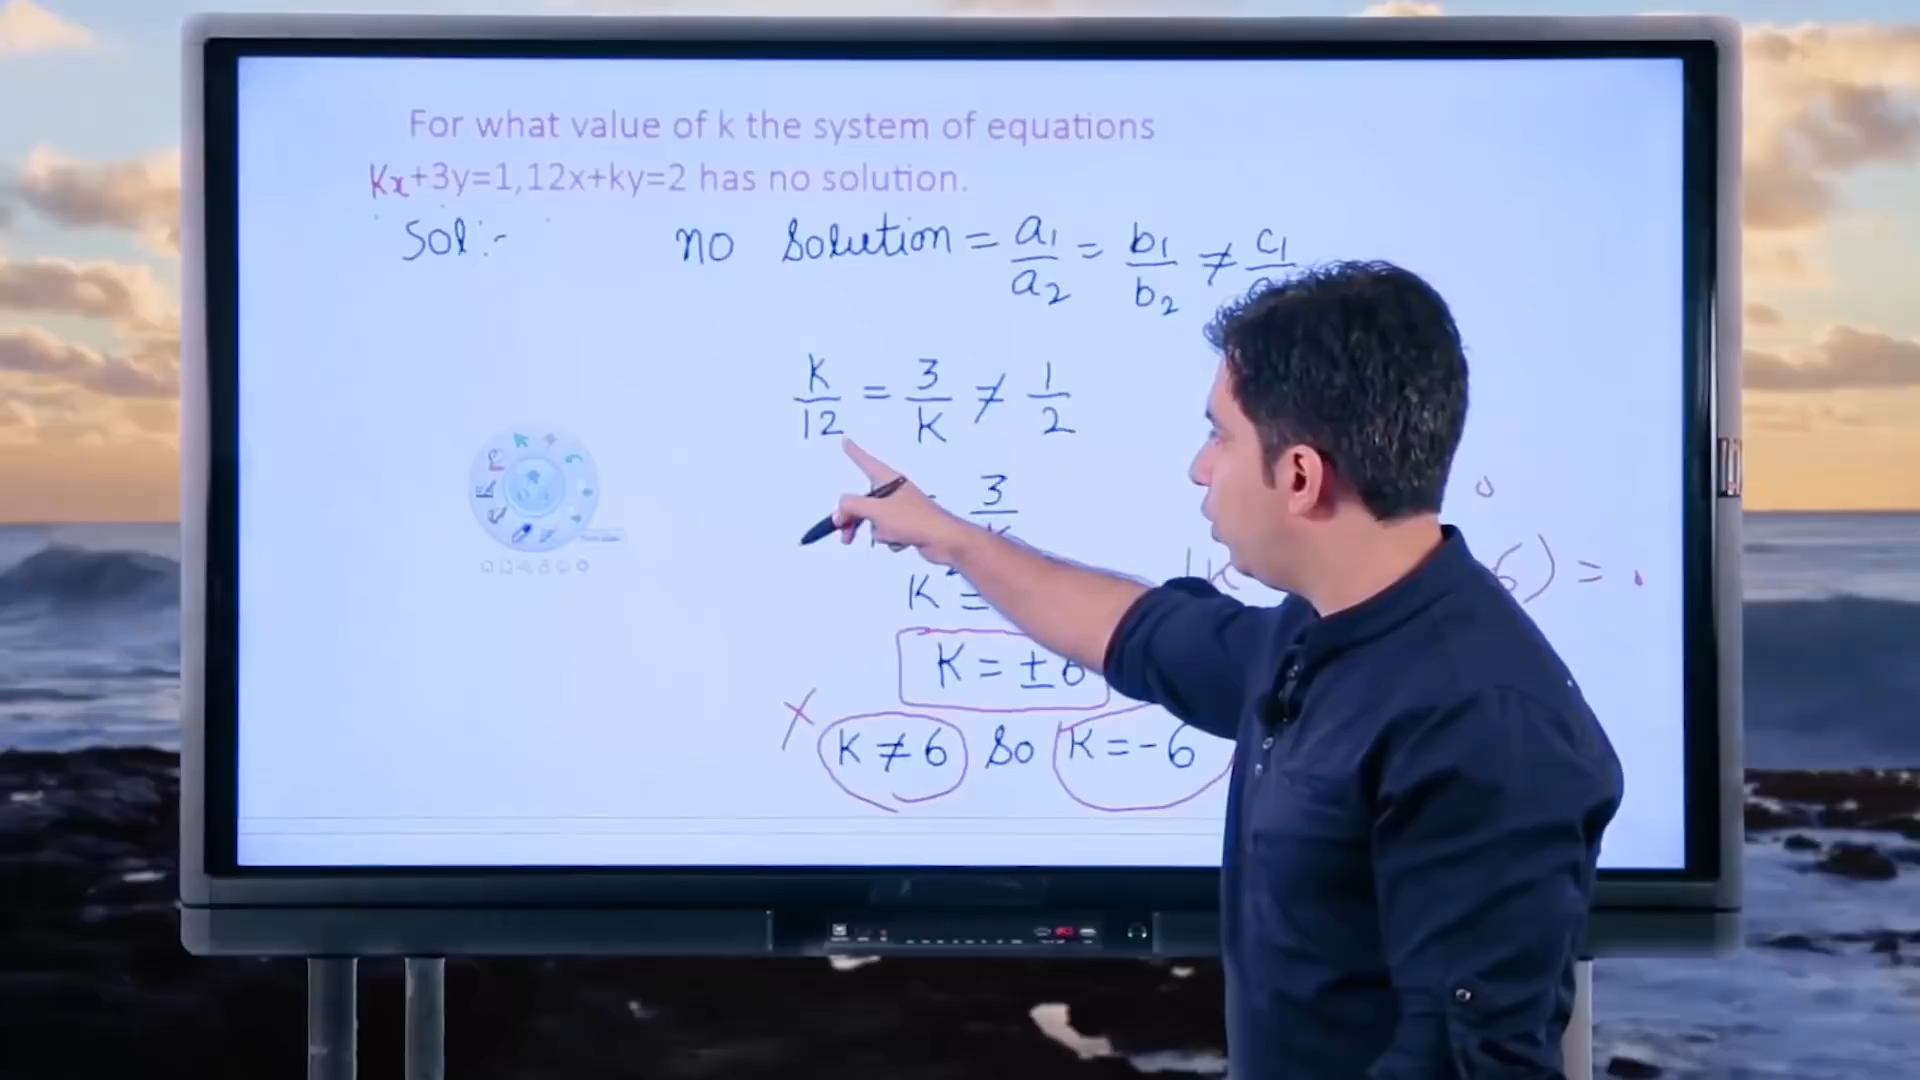 For what value of k the system of equations
Kx+3y=1,12x+ky=2 has no solution.
Sol:- no Solution = a1/a2 = b1/b2 ≠ c1
K/12 = 3/K ≠ 1/2
3
K² =
K = ±6
X K ≠ 6 So K = -6